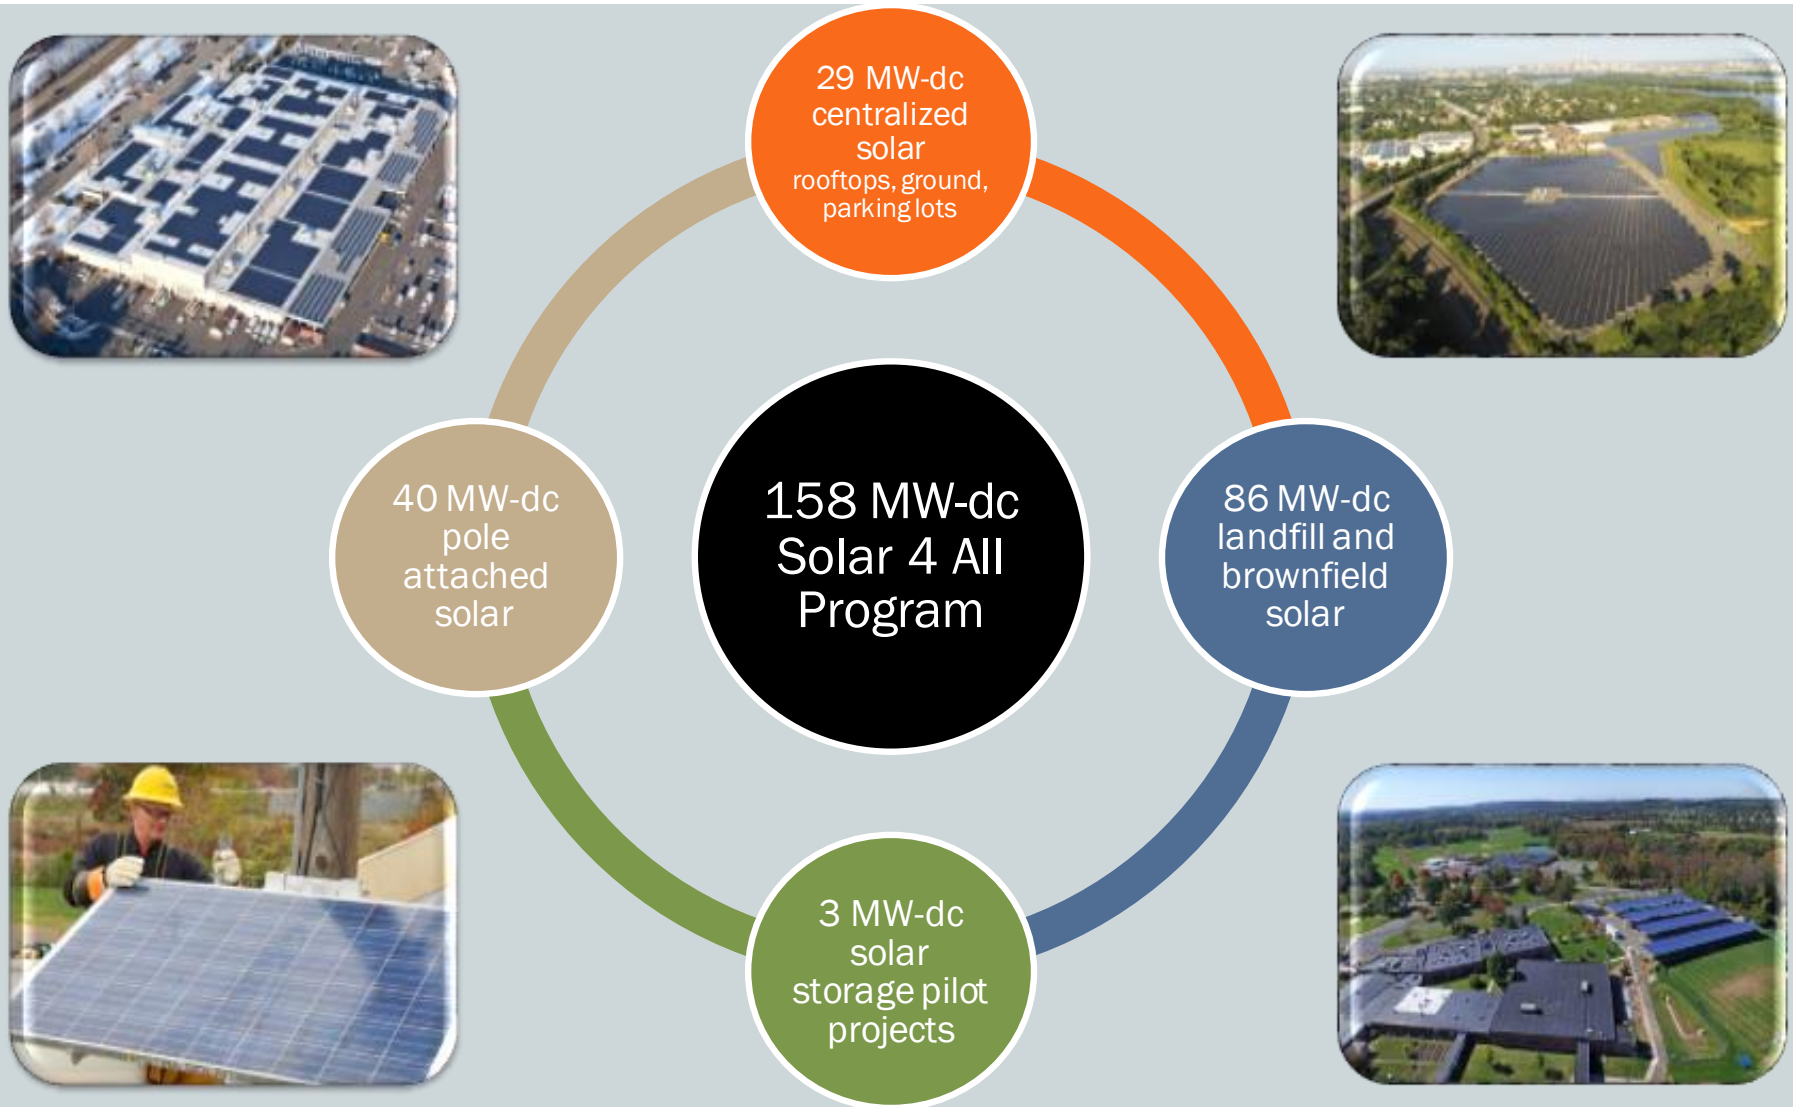 29 MW-dc
centralized
solar
rooftops, ground,
parking lots
40 MW-dc
pole
attached
solar
158 MW-dc
Solar 4 All
Program
86 MW-dc
landfill and
brownfield
solar
3 MW-dc
solar
storage pilot
projects